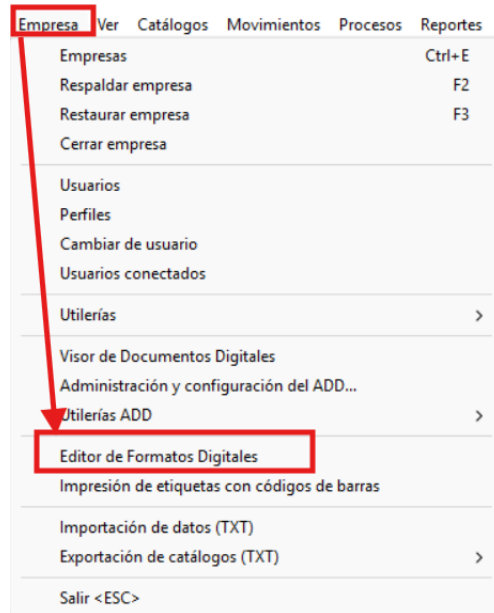 Empresa Ver Catálogos Movimientos Procesos Reportes
Empresas Ctrl+E
Respaldar empresa F2
Restaurar empresa F3
Cerrar empresa
Usuarios
Perfiles
Cambiar de usuario
Usuarios conectados
Utilerías >
Visor de Documentos Digitales
Administración y configuración del ADD...
Utilerías ADD >
Editor de Formatos Digitales
Impresión de etiquetas con códigos de barras
Importación de datos (TXT)
Exportación de catálogos (TXT) >
Salir <ESC>